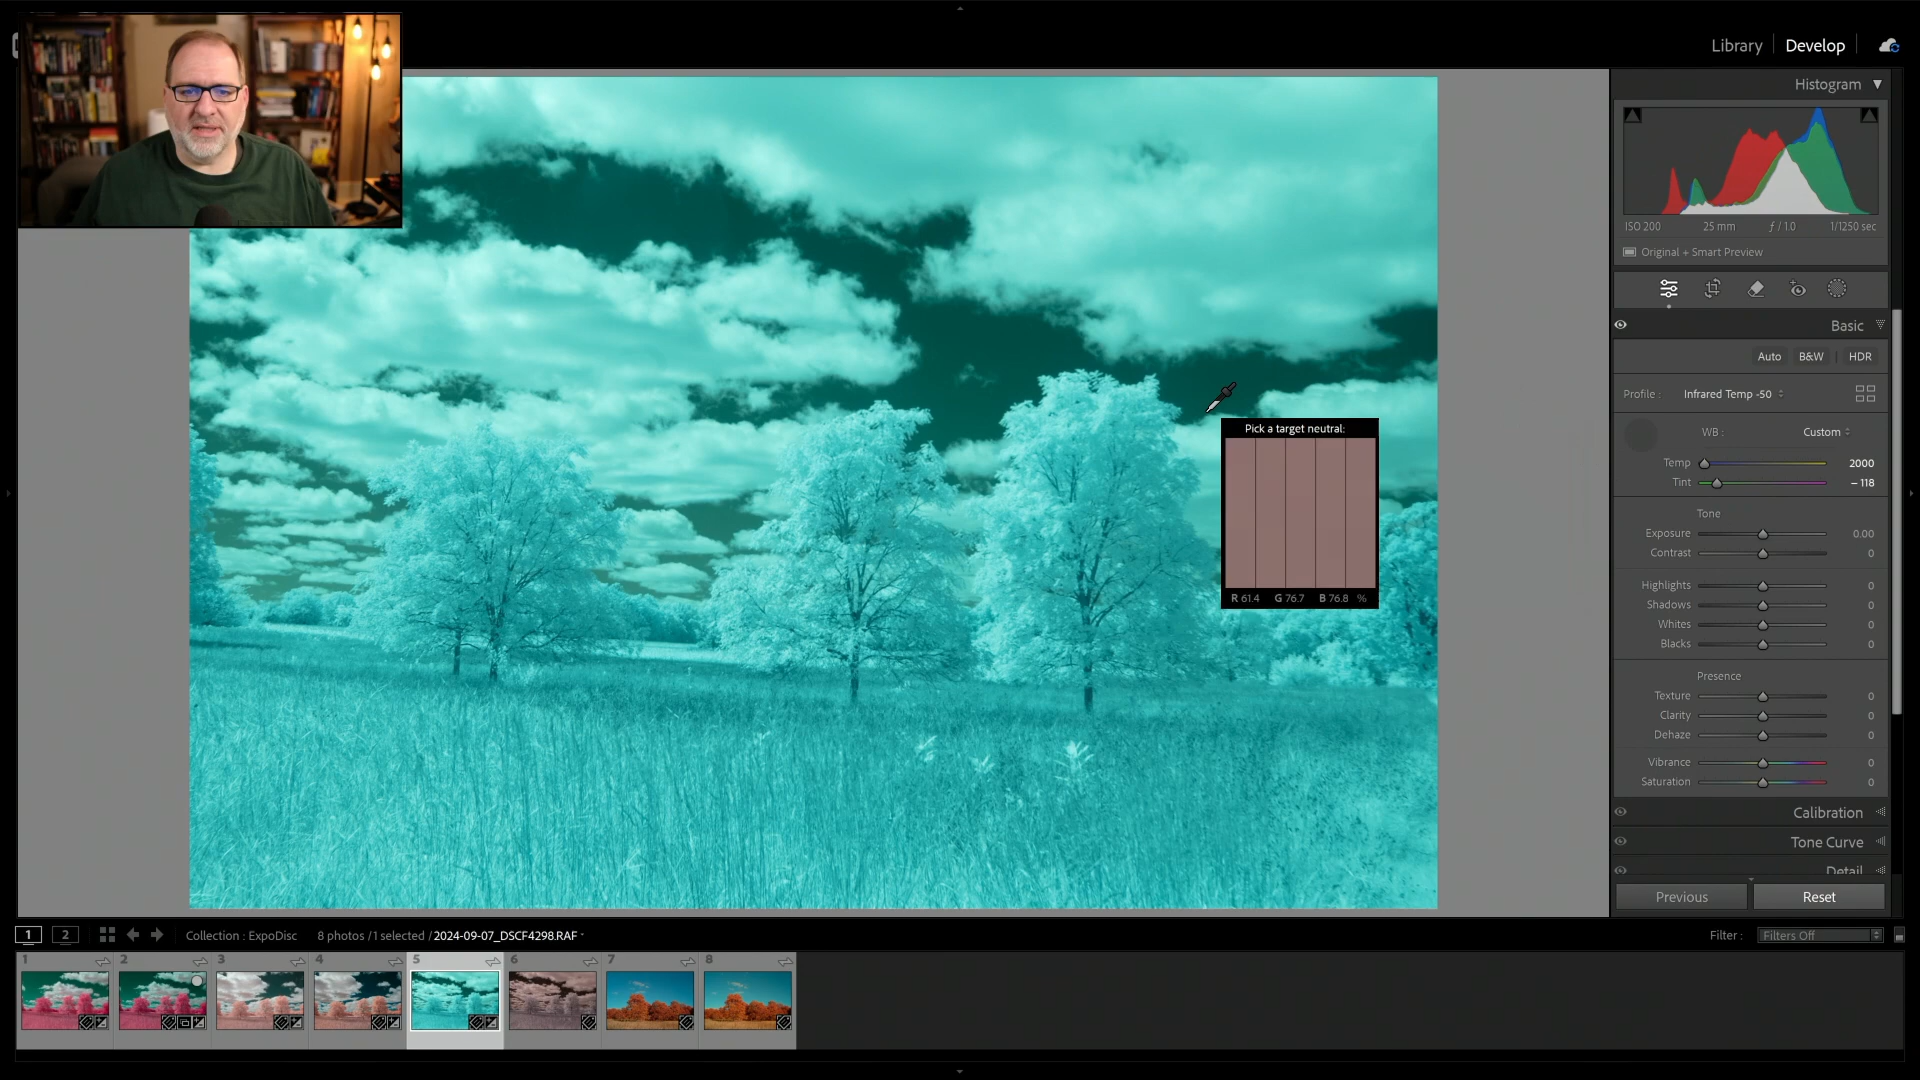 Library
Develop
Histogram
ISO 200 25 mm ƒ / 1.0 1/1250 sec
Original + Smart Preview
Basic
Auto B&W HDR
Profile : Infrared Temp -50
WB : Custom
Temp 2000
Tint – 118
Tone
Exposure 0.00
Contrast 0
Highlights 0
Shadows 0
Whites 0
Blacks 0
Presence
Texture 0
Clarity 0
Dehaze 0
Vibrance 0
Saturation 0
Calibration
Tone Curve
Detail
Previous Reset
Pick a target neutral:
R 61.4 G 76.7 B 76.8 %
1 2 Collection : ExpoDisc 8 photos / 1 selected / 2024-09-07_DSCF4298.RAF
Filter : Filters Off
1 2 3 4 5 6 7 8